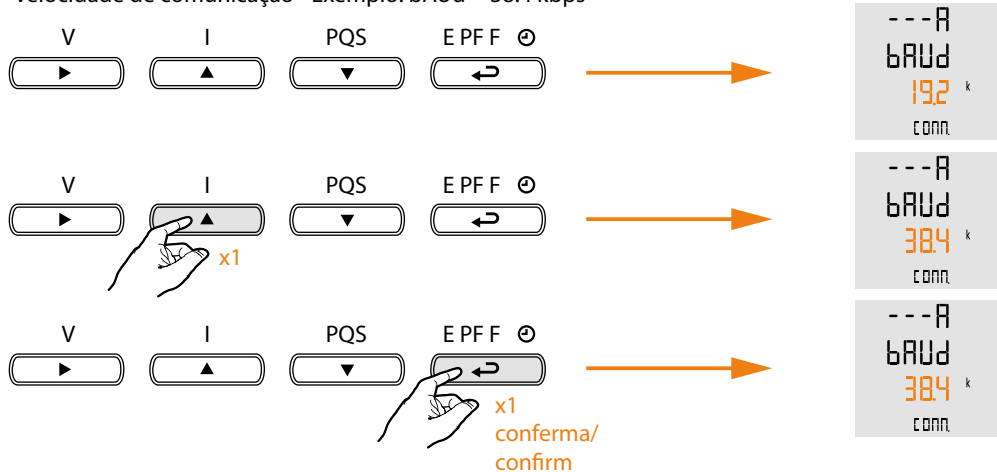 Velocidade de comunicação - Exemplo: bAUd = 38.4 kbps
V I PQS E PF F
---A
bAUd
19.2 k
conn.
V I PQS E PF F
x1
---A
bAUd
38.4 k
conn.
V I PQS E PF F
x1
conferma/
confirm
---A
bAUd
38.4 k
conn.